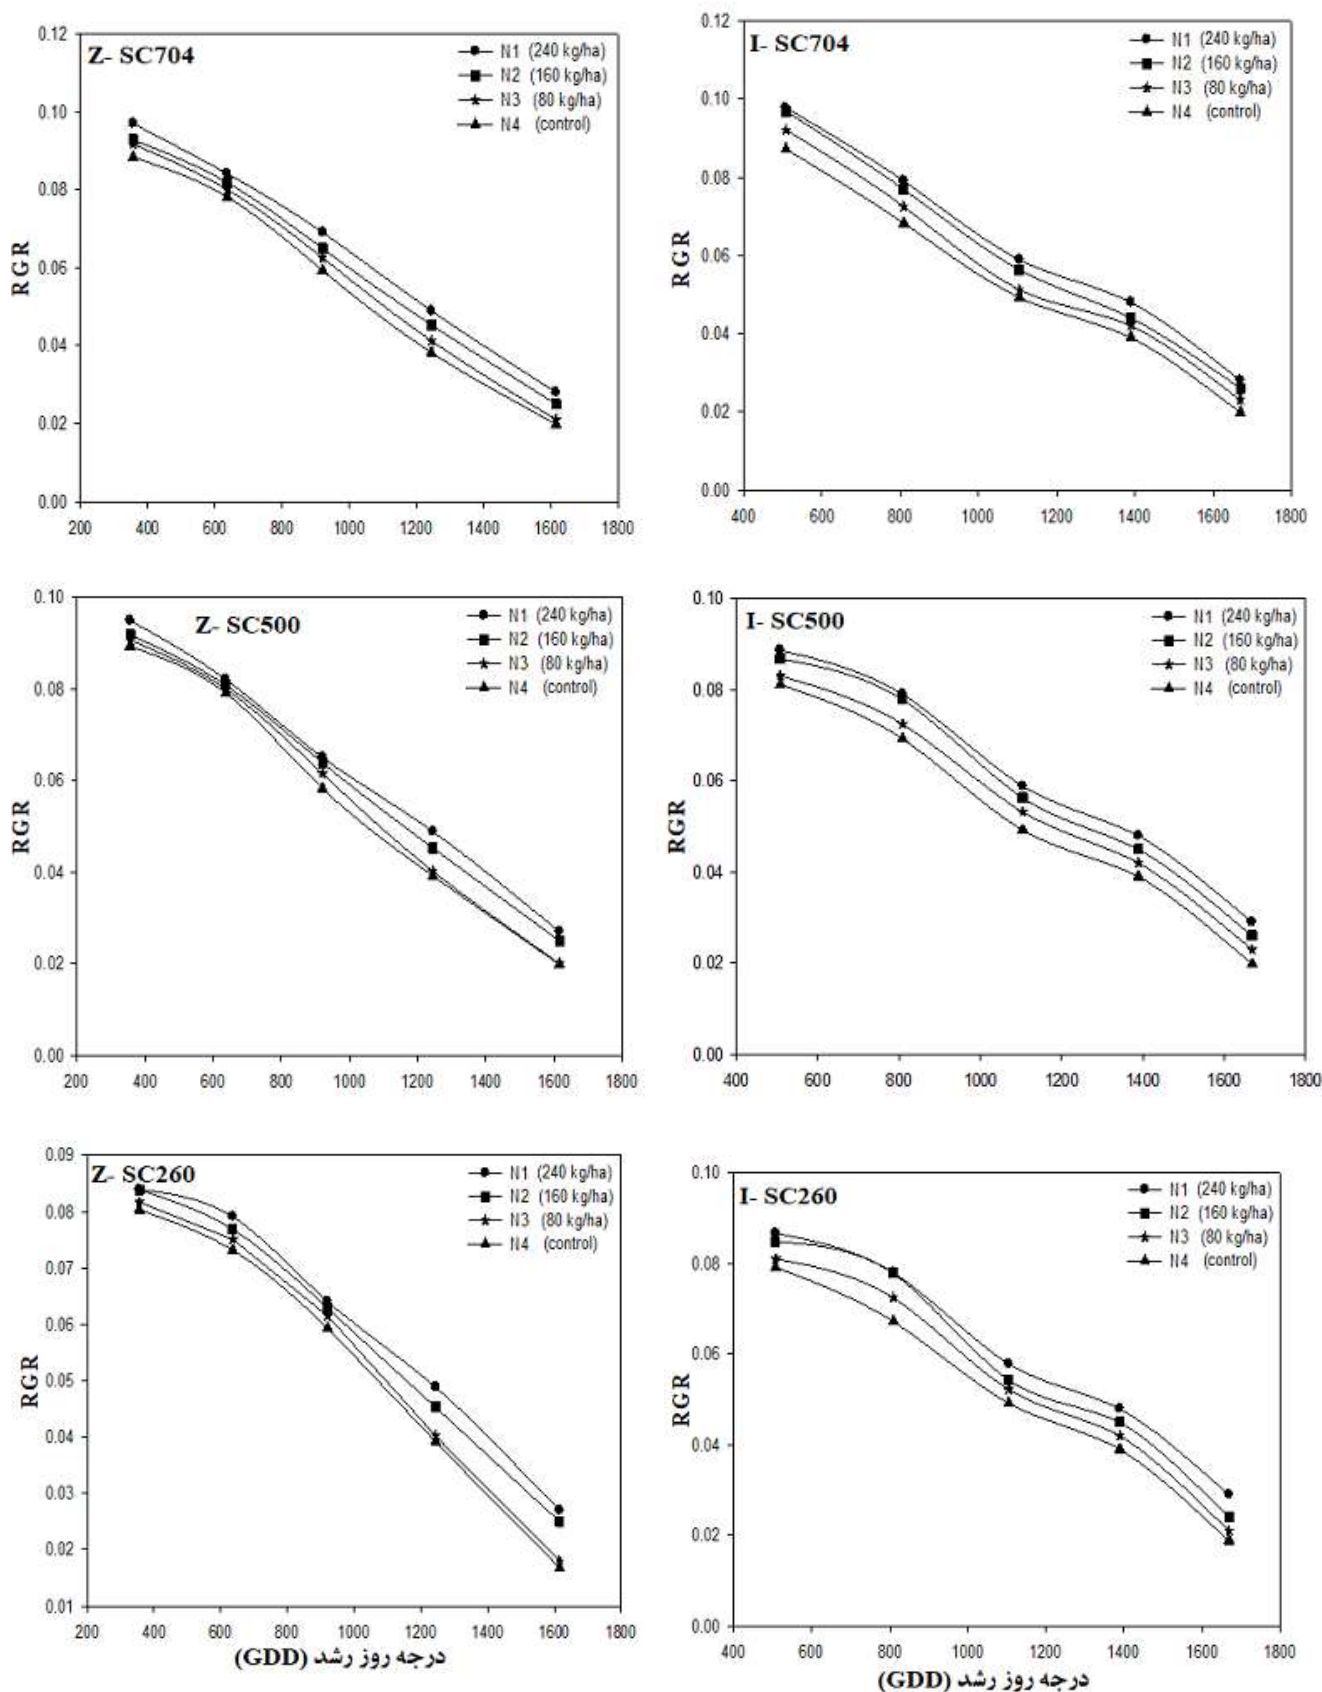 Z- SC704
N1 (240 kg/ha)
N2 (160 kg/ha)
N3 (80 kg/ha)
N4 (control)
RGR
0.12
0.10
0.08
0.06
0.04
0.02
0.00
200 400 600 800 1000 1200 1400 1600 1800
I- SC704
N1 (240 kg/ha)
N2 (160 kg/ha)
N3 (80 kg/ha)
N4 (control)
RGR
0.12
0.10
0.08
0.06
0.04
0.02
0.00
400 600 800 1000 1200 1400 1600 1800
Z- SC500
N1 (240 kg/ha)
N2 (160 kg/ha)
N3 (80 kg/ha)
N4 (control)
RGR
0.10
0.08
0.06
0.04
0.02
0.00
200 400 600 800 1000 1200 1400 1600 1800
I- SC500
N1 (240 kg/ha)
N2 (160 kg/ha)
N3 (80 kg/ha)
N4 (control)
RGR
0.10
0.08
0.06
0.04
0.02
0.00
400 600 800 1000 1200 1400 1600 1800
Z- SC260
N1 (240 kg/ha)
N2 (160 kg/ha)
N3 (80 kg/ha)
N4 (control)
RGR
0.09
0.08
0.07
0.06
0.05
0.04
0.03
0.02
0.01
200 400 600 800 1000 1200 1400 1600 1800
درجه روز رشد (GDD)
I- SC260
N1 (240 kg/ha)
N2 (160 kg/ha)
N3 (80 kg/ha)
N4 (control)
RGR
0.10
0.08
0.06
0.04
0.02
0.00
400 600 800 1000 1200 1400 1600 1800
درجه روز رشد (GDD)